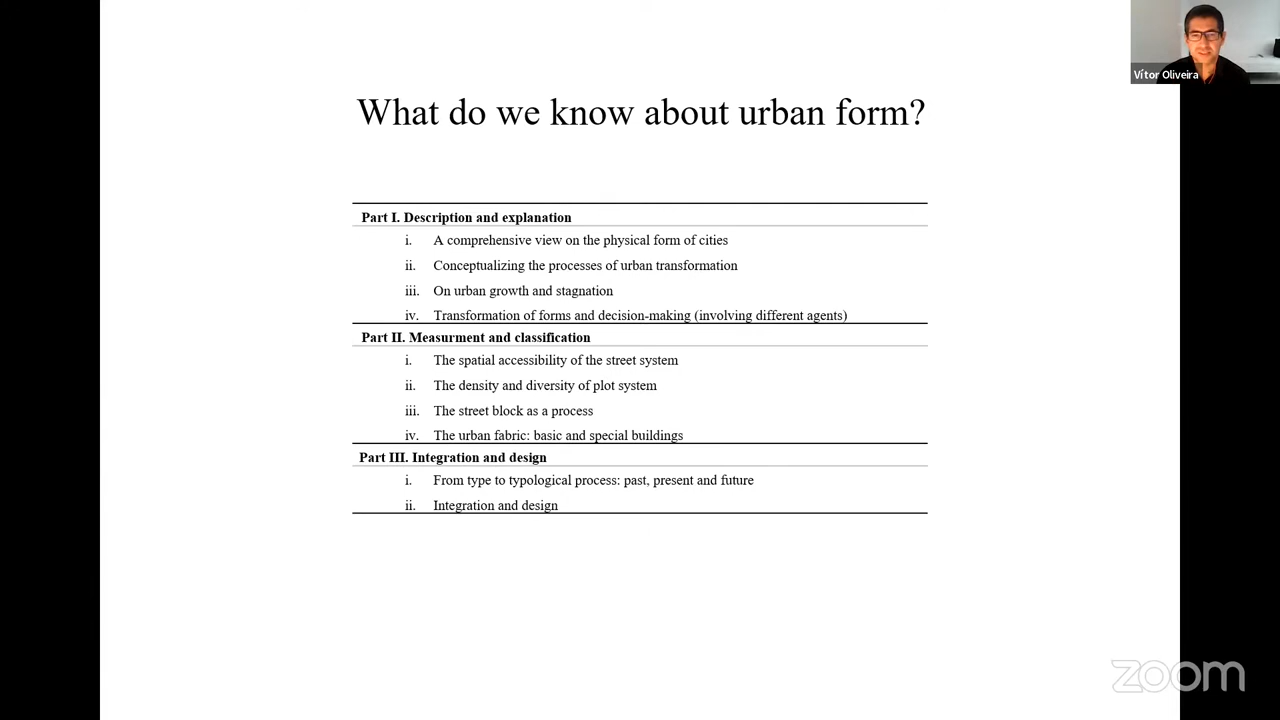 Vítor Oliveira
What do we know about urban form?
Part I. Description and explanation
i. A comprehensive view on the physical form of cities
ii. Conceptualizing the processes of urban transformation
iii. On urban growth and stagnation
iv. Transformation of forms and decision-making (involving different agents)
Part II. Measurment and classification
i. The spatial accessibility of the street system
ii. The density and diversity of plot system
iii. The street block as a process
iv. The urban fabric: basic and special buildings
Part III. Integration and design
i. From type to typological process: past, present and future
ii. Integration and design
zoom